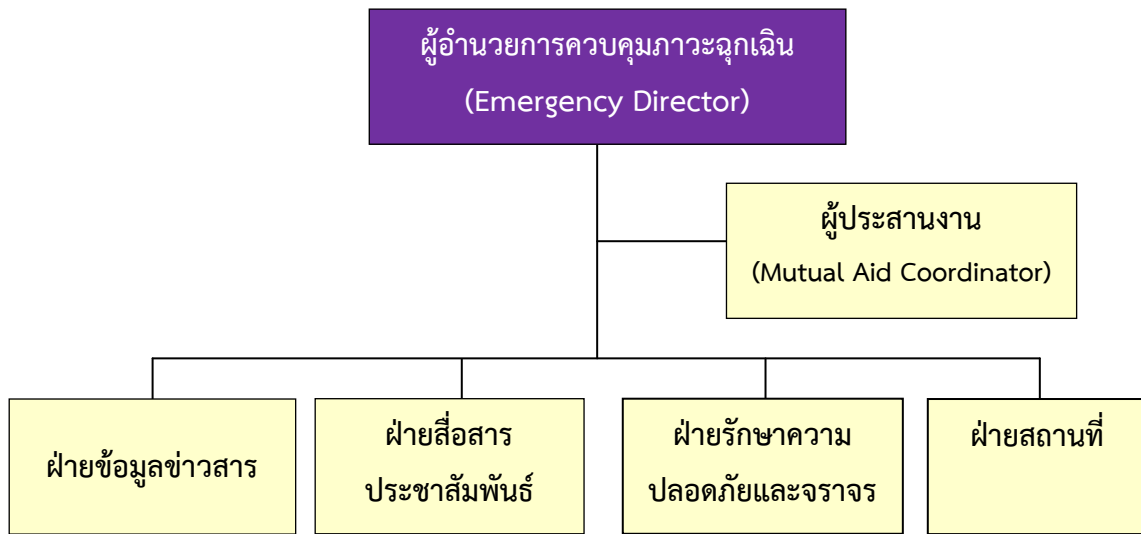 ผู้อำนวยการควบคุมภาวะฉุกเฉิน
(Emergency Director)
ผู้ประสานงาน
(Mutual Aid Coordinator)
ฝ่ายข้อมูลข่าวสาร
ฝ่ายสื่อสาร
ประชาสัมพันธ์
ฝ่ายรักษาความ
ปลอดภัยและจราจร
ฝ่ายสถานที่